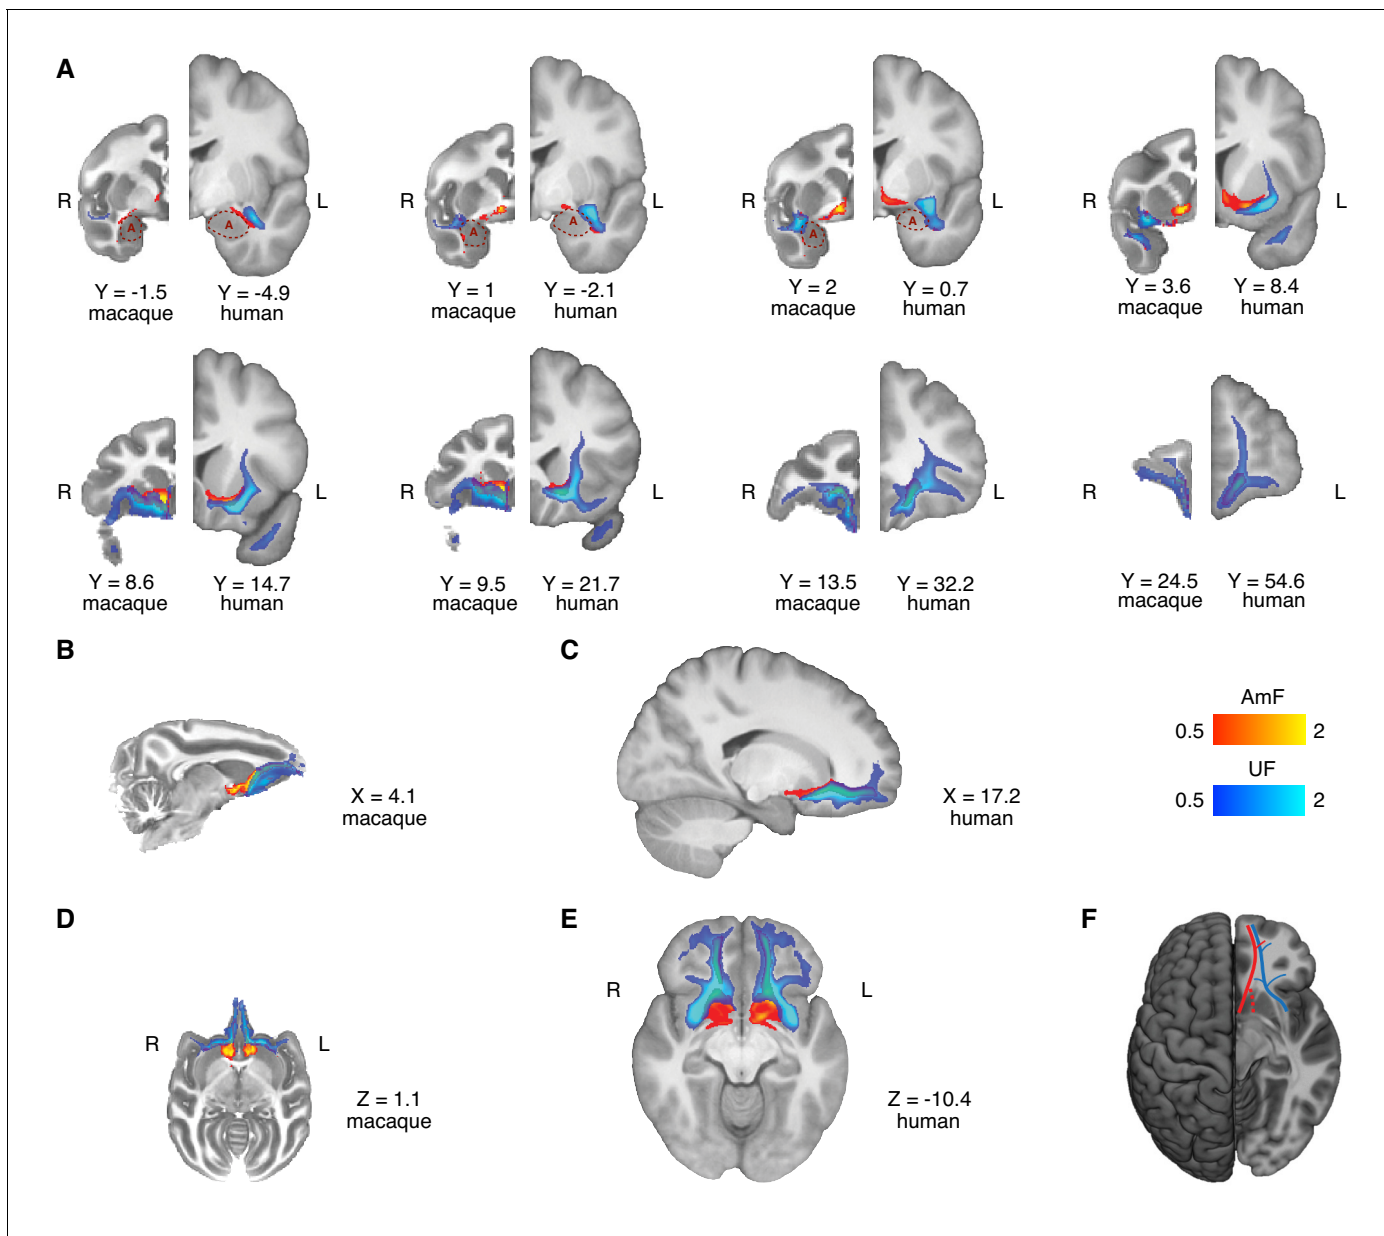 A
R
L
R
L
R
L
R
L
A
A
A
A
A
A
Y = -1.5
macaque
Y = -4.9
human
Y = 1
macaque
Y = -2.1
human
Y = 2
macaque
Y = 0.7
human
Y = 3.6
macaque
Y = 8.4
human
R
L
R
L
R
L
R
L
Y = 8.6
macaque
Y = 14.7
human
Y = 9.5
macaque
Y = 21.7
human
Y = 13.5
macaque
Y = 32.2
human
Y = 24.5
macaque
Y = 54.6
human
B
X = 4.1
macaque
C
X = 17.2
human
AmF
0.5 2
UF
0.5 2
D
R
L
Z = 1.1
macaque
E
R
L
Z = -10.4
human
F